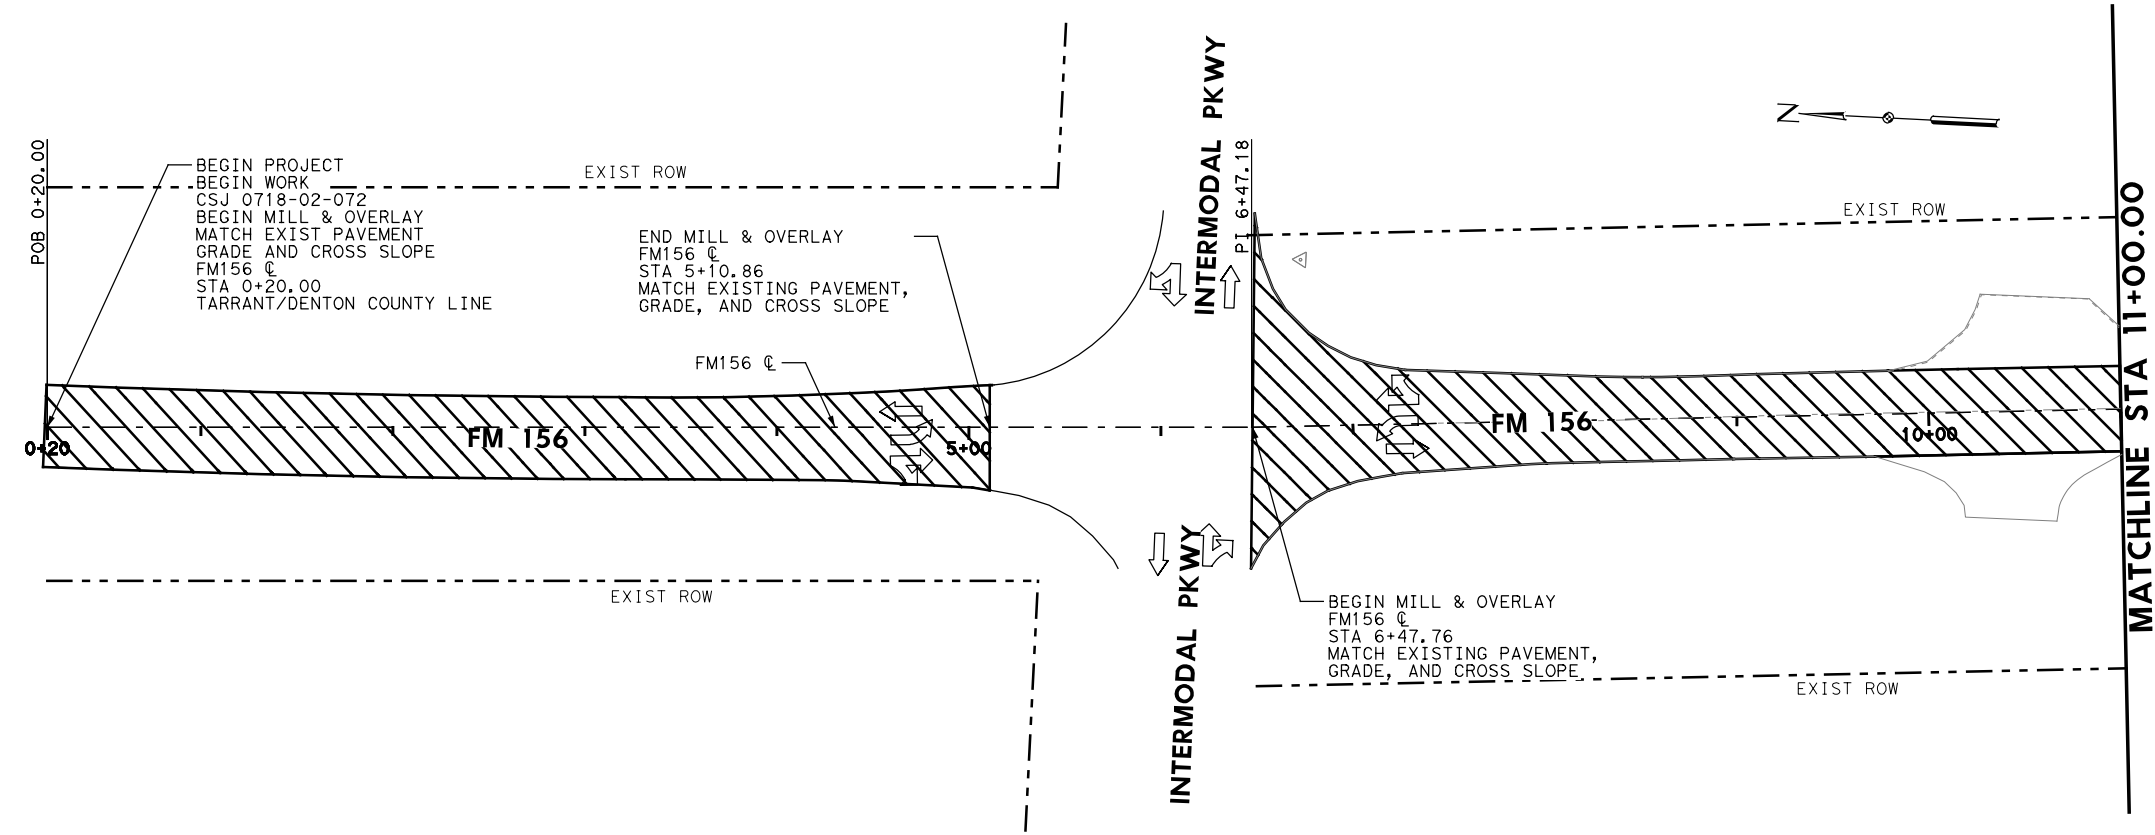 POB 0+20.00
BEGIN PROJECT
BEGIN WORK
CSJ 0718-02-072
BEGIN MILL & OVERLAY
MATCH EXIST PAVEMENT
GRADE AND CROSS SLOPE
FM156 ℄
STA 0+20.00
TARRANT/DENTON COUNTY LINE
EXIST ROW
END MILL & OVERLAY
FM156 ℄
STA 5+10.86
MATCH EXISTING PAVEMENT,
GRADE, AND CROSS SLOPE
FM156 ℄
INTERMODAL PKWY
PI 6+47.18
N
EXIST ROW
0+20
FM 156
5+00
FM 156
10+00
MATCHLINE STA 11+00.00
EXIST ROW
INTERMODAL PKWY
BEGIN MILL & OVERLAY
FM156 ℄
STA 6+47.76
MATCH EXISTING PAVEMENT,
GRADE, AND CROSS SLOPE
EXIST ROW